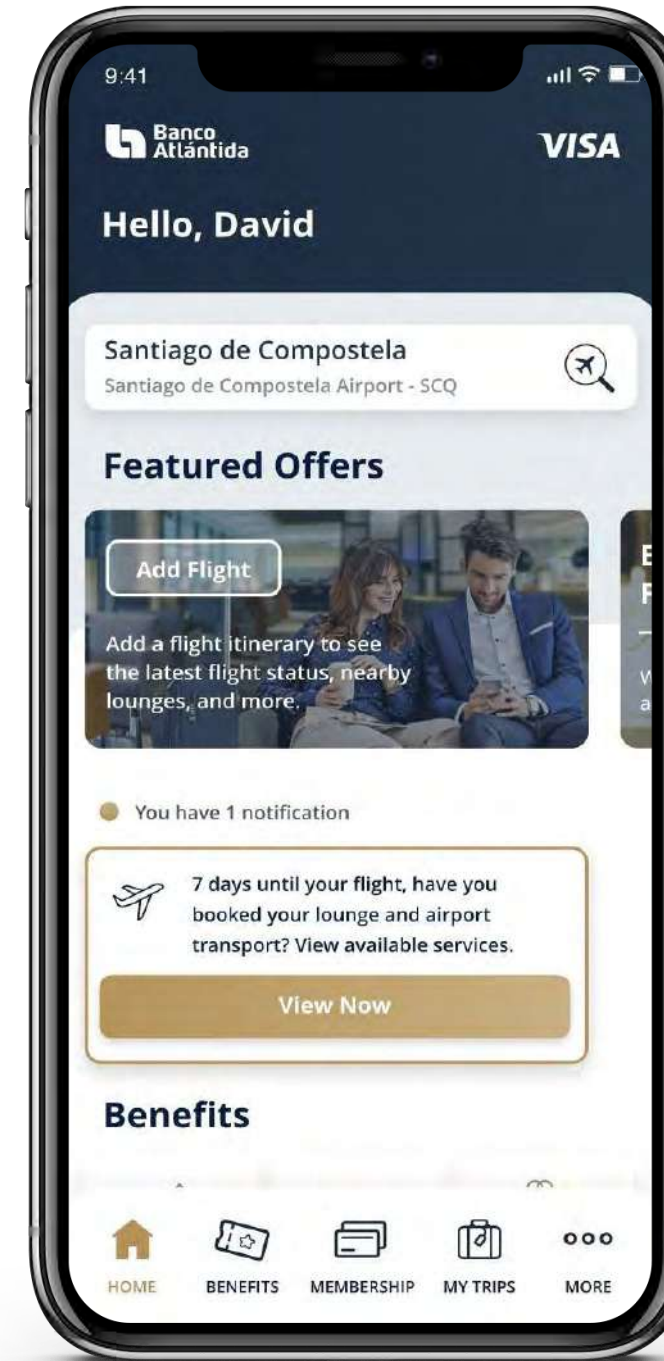 9:41
Banco
Atlántida
VISA
Hello, David
Santiago de Compostela
Santiago de Compostela Airport - SCQ
Featured Offers
Add Flight
Add a flight itinerary to see
the latest flight status, nearby
lounges, and more.
You have 1 notification
7 days until your flight, have you
booked your lounge and airport
transport? View available services.
View Now
Benefits
HOME
BENEFITS
MEMBERSHIP
MY TRIPS
MORE